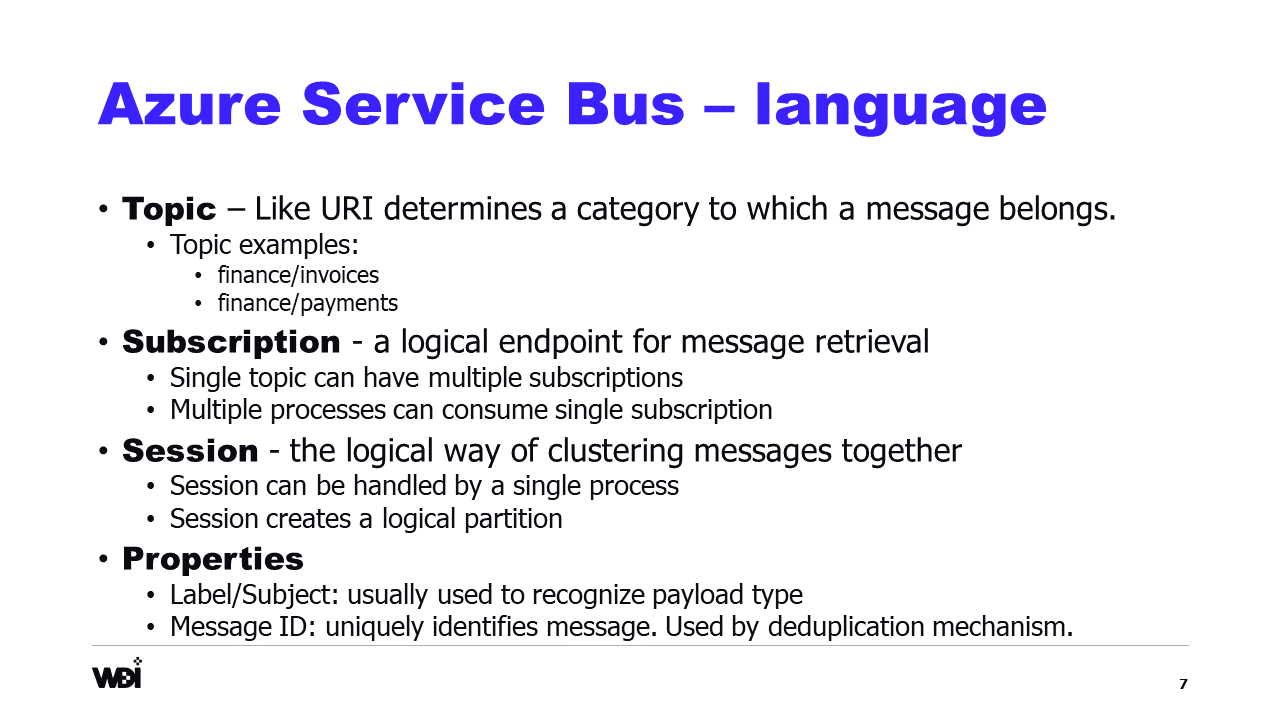 Azure Service Bus – language
• Topic – Like URI determines a category to which a message belongs.
• Topic examples:
• finance/invoices
• finance/payments
• Subscription - a logical endpoint for message retrieval
• Single topic can have multiple subscriptions
• Multiple processes can consume single subscription
• Session - the logical way of clustering messages together
• Session can be handled by a single process
• Session creates a logical partition
• Properties
• Label/Subject: usually used to recognize payload type
• Message ID: uniquely identifies message. Used by deduplication mechanism.
WDI
7